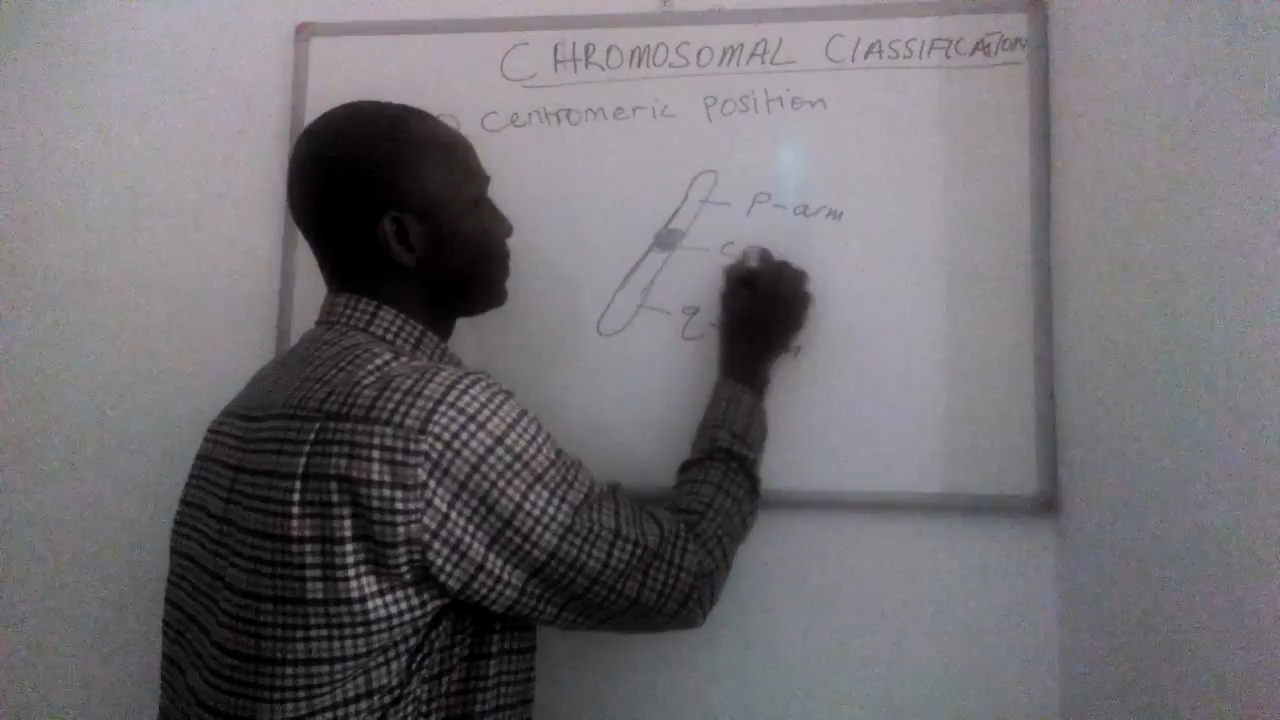 CHROMOSOMAL CLASSIFICATION
centromeric position
P-arm
c
q-